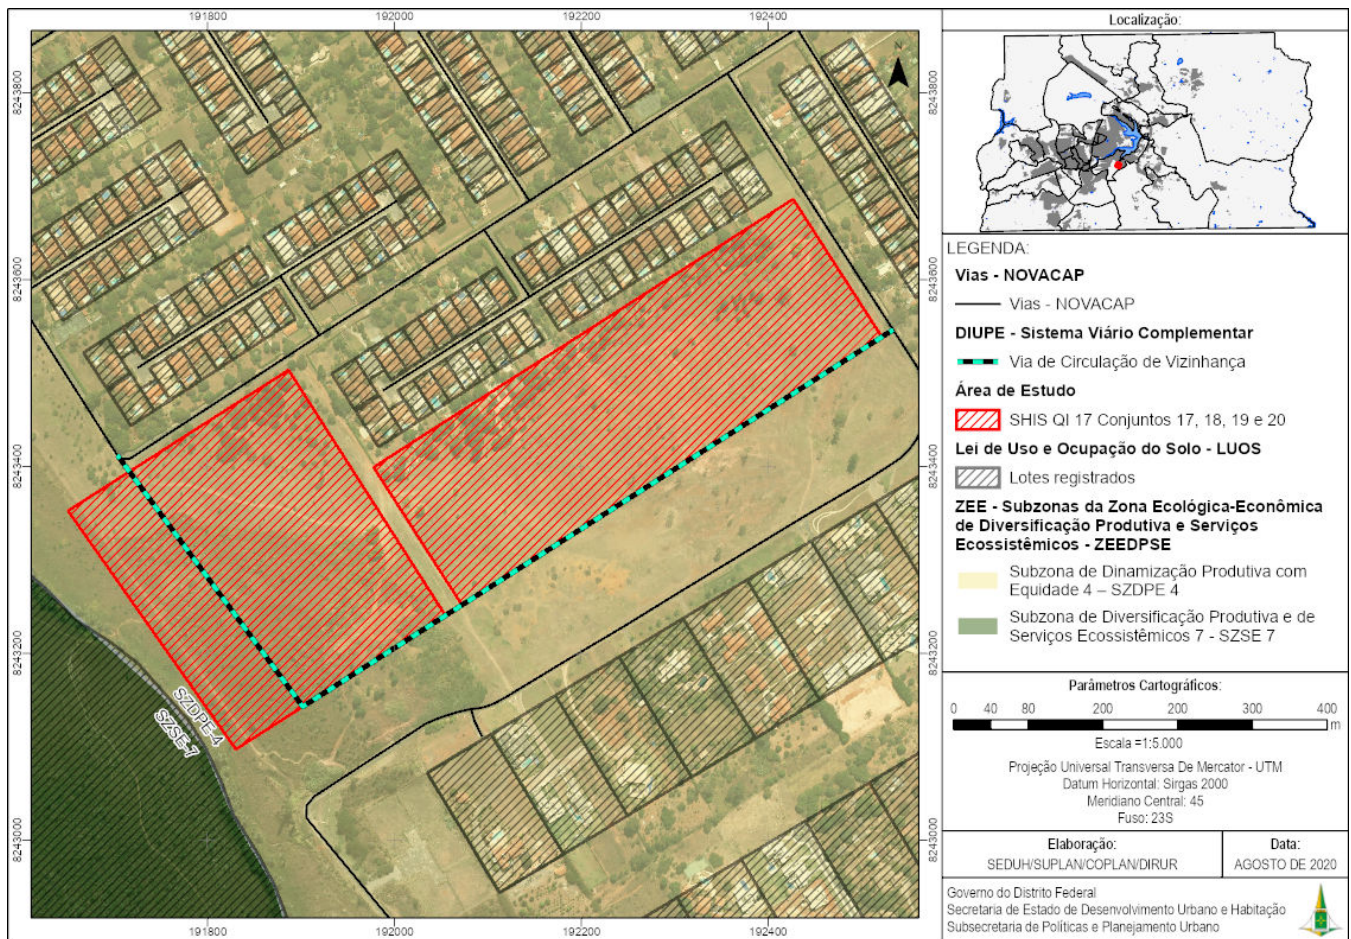 191800
192000
192200
192400
8243800
8243600
8243400
8243200
8243000
8243800
8243600
8243400
8243200
8243000
SZDPE-4
SZSE-7
191800
192000
192200
192400
Localização:
LEGENDA:
Vias - NOVACAP
Vias - NOVACAP
DIUPE - Sistema Viário Complementar
Via de Circulação de Vizinhança
Área de Estudo
SHIS QI 17 Conjuntos 17, 18, 19 e 20
Lei de Uso e Ocupação do Solo - LUOS
Lotes registrados
ZEE - Subzonas da Zona Ecológica-Econômica
de Diversificação Produtiva e Serviços
Ecossistêmicos - ZEEDPSE
Subzona de Dinamização Produtiva com
Equidade 4 – SZDPE 4
Subzona de Diversificação Produtiva e de
Serviços Ecossistêmicos 7 - SZSE 7
Parâmetros Cartográficos:
0 40 80 200 200 300 400
m
Escala =1:5.000
Projeção Universal Transversa De Mercator - UTM
Datum Horizontal: Sirgas 2000
Meridiano Central: 45
Fuso: 23S
Elaboração:
SEDUH/SUPLAN/COPLAN/DIRUR
Data:
AGOSTO DE 2020
Governo do Distrito Federal
Secretaria de Estado de Desenvolvimento Urbano e Habitação
Subsecretaria de Políticas e Planejamento Urbano